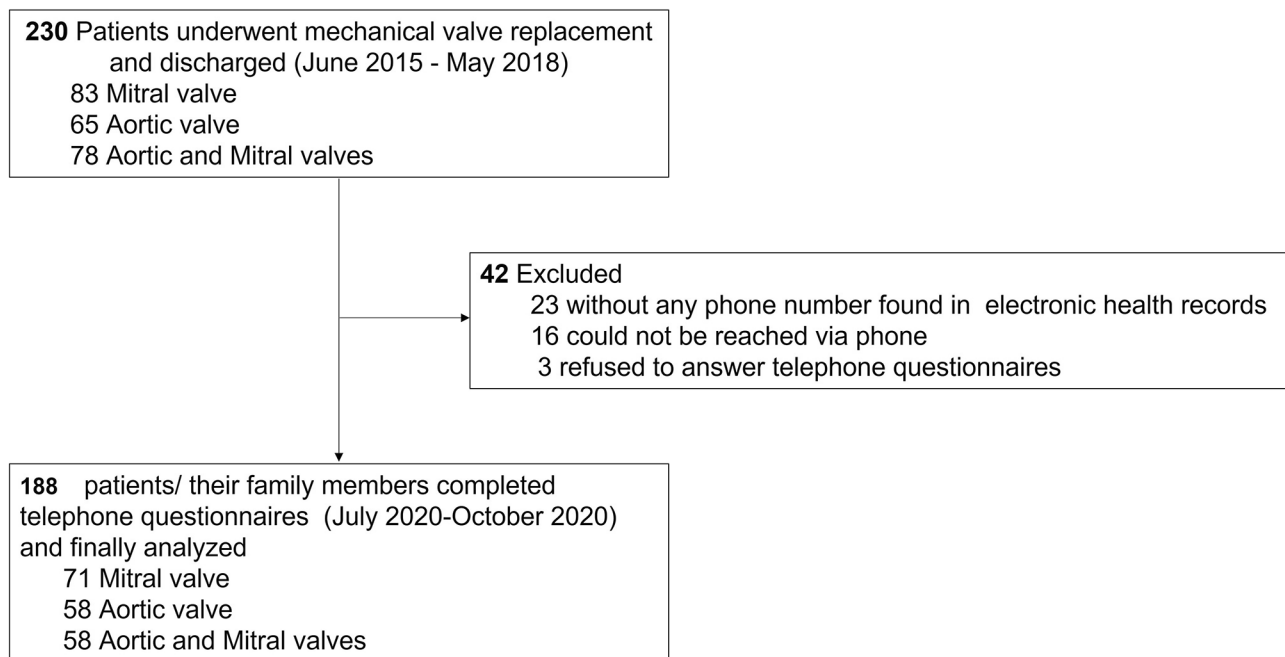 230 Patients underwent mechanical valve replacement
and discharged (June 2015 - May 2018)
83 Mitral valve
65 Aortic valve
78 Aortic and Mitral valves
42 Excluded
23 without any phone number found in electronic health records
16 could not be reached via phone
3 refused to answer telephone questionnaires
188 patients/ their family members completed
telephone questionnaires (July 2020-October 2020)
and finally analyzed
71 Mitral valve
58 Aortic valve
58 Aortic and Mitral valves